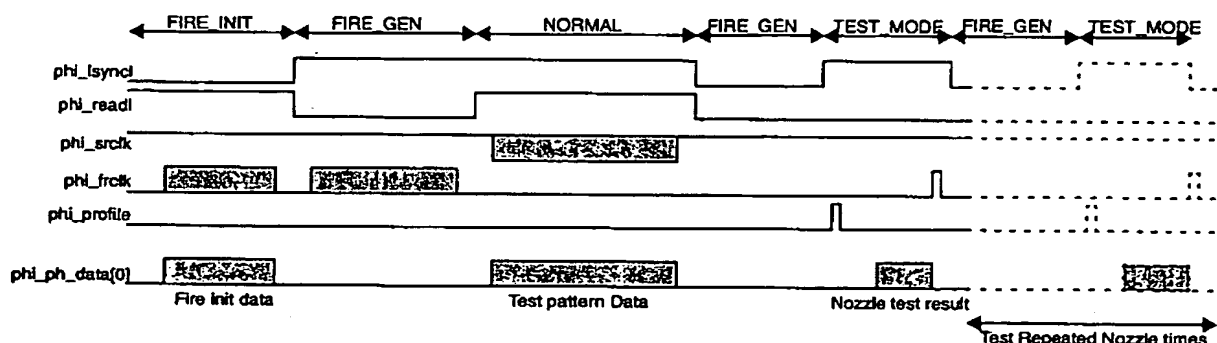 FIRE_INIT FIRE_GEN NORMAL FIRE_GEN TEST_MODE FIRE_GEN TEST_MODE
phi_lsyncl
phi_readl
phi_srclk
phi_frclk
phi_profile
phi_ph_data[0]
Fire Init data Test pattern Data Nozzle test result
Test Repeated Nozzle times